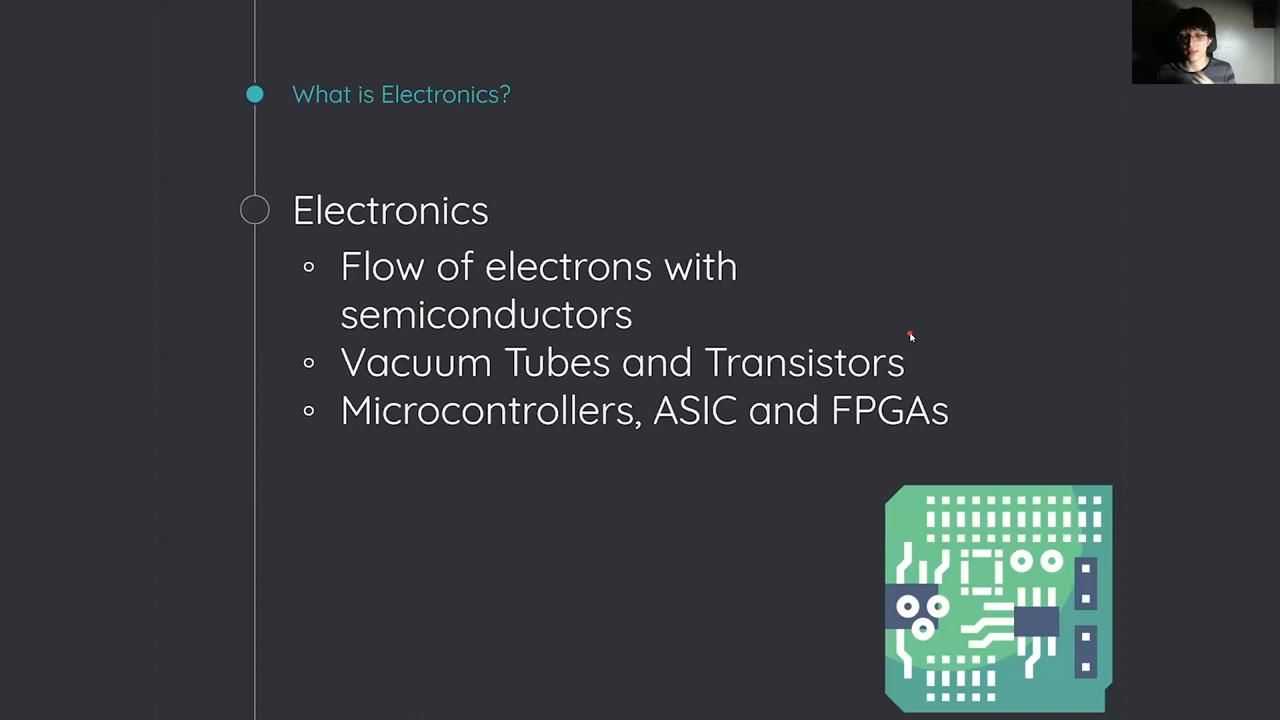 What is Electronics?
Electronics
Flow of electrons with
semiconductors
Vacuum Tubes and Transistors
Microcontrollers, ASIC and FPGAs